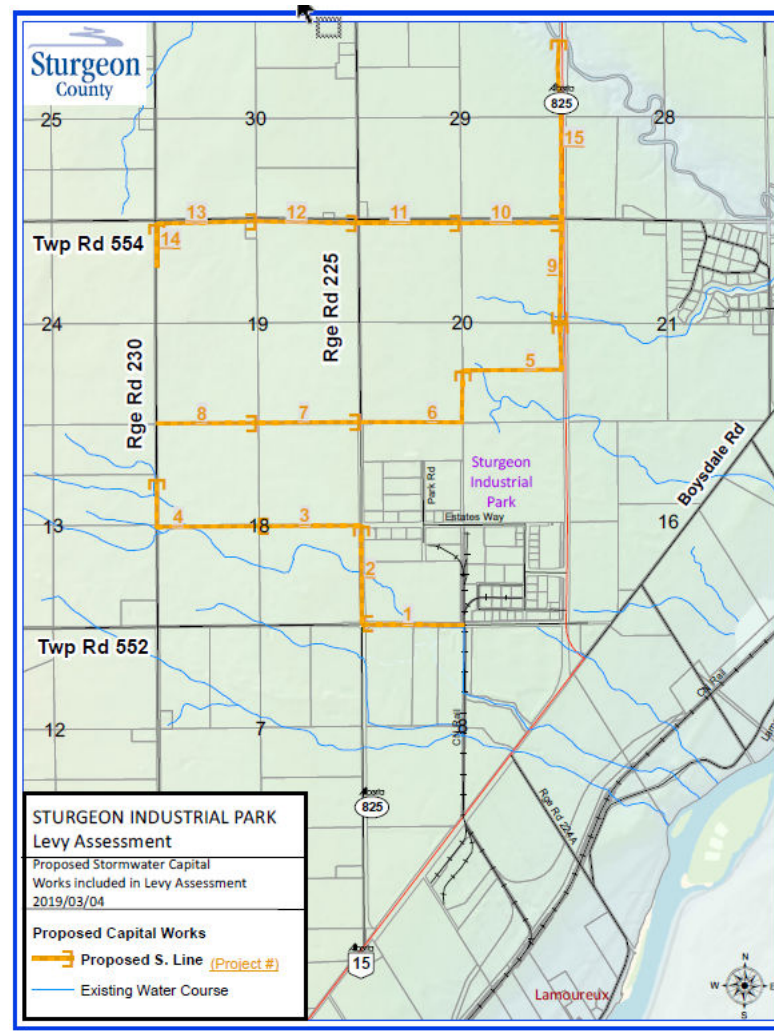 Sturgeon
County
Alberta
825
25
30
29
28
15
13
12
11
10
Twp Rd 554
14
9
Rge Rd 225
24
19
20
21
Rge Rd 230
5
8
7
6
Boysdale Rd
Sturgeon
Industrial
Park
Park Rd
Estates Way
16
13
4
18
3
2
1
Twp Rd 552
CN Rail
12
7
8
CN Rail
Alberta
825
Rge Rd 224A
STURGEON INDUSTRIAL PARK
Levy Assessment
Proposed Stormwater Capital
Works included in Levy Assessment
2019/03/04
Proposed Capital Works
Proposed S. Line (Project #)
Existing Water Course
Alberta
15
Lamoureux
N
W
E
S